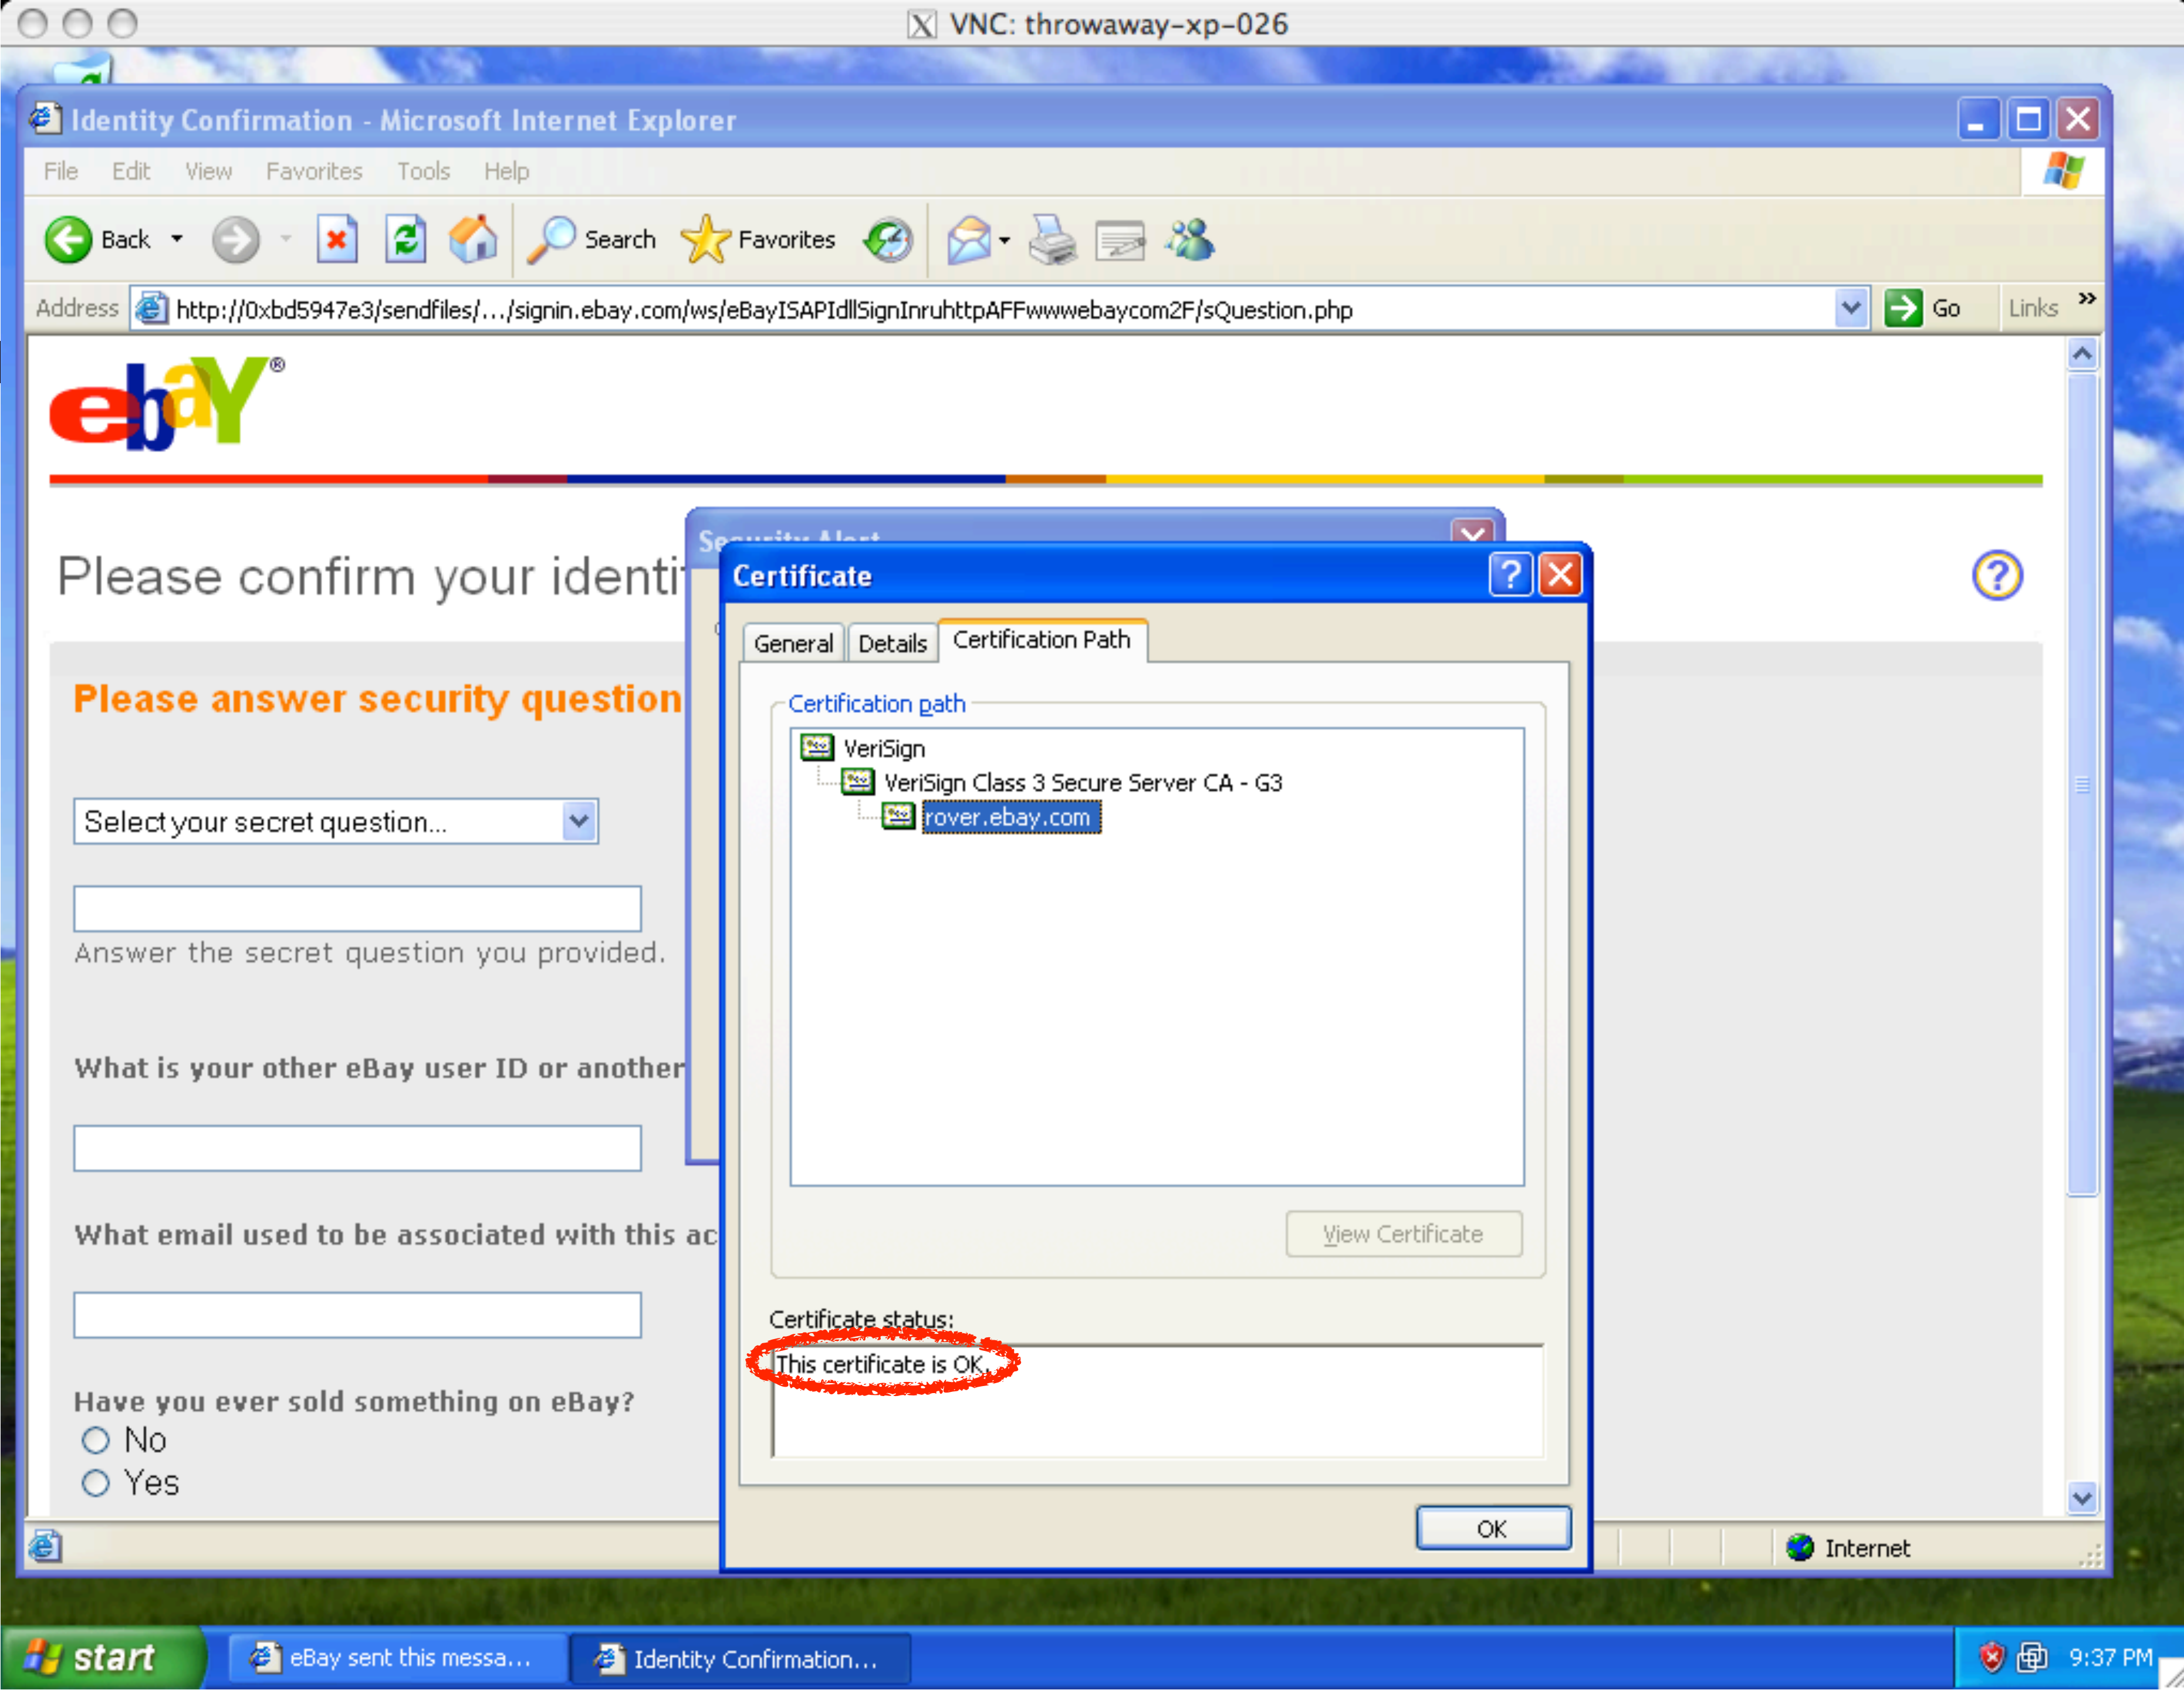 VNC: throwaway-xp-026
Identity Confirmation - Microsoft Internet Explorer
File Edit View Favorites Tools Help
Back Search Favorites
Address http://0xbd5947e3/sendfiles/.../signin.ebay.com/ws/eBayISAPIdllSignInruhttpAFFwwwebaycom2F/sQuestion.php Go Links »
ebaY®
Please confirm your identi
Security Alert
Certificate
General Details Certification Path
Please answer security question
Certification path
VeriSign
VeriSign Class 3 Secure Server CA - G3
rover.ebay.com
Select your secret question...
Answer the secret question you provided.
What is your other eBay user ID or another
What email used to be associated with this ac
View Certificate
Certificate status:
This certificate is OK.
Have you ever sold something on eBay?
No
Yes
OK
Internet
start eBay sent this messa... Identity Confirmation... 9:37 PM